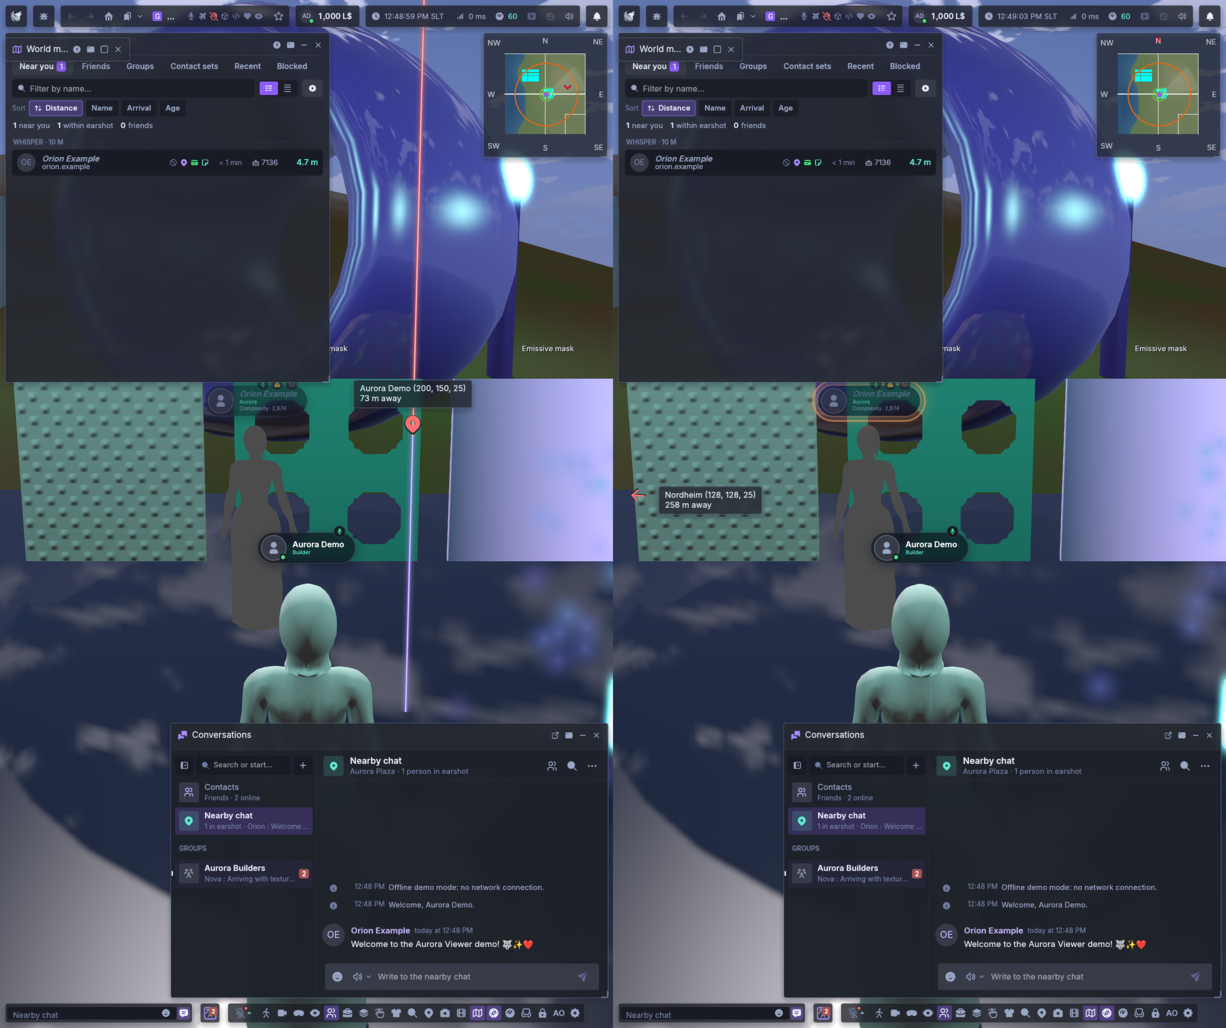 G ...
AD 1,000 L$
12:48:59 PM SLT
0 ms
60
World m...
Near you 1 Friends Groups Contact sets Recent Blocked
Filter by name...
Sort Distance Name Arrival Age
1 near you 1 within earshot 0 friends
WHISPER · 10 M
OE Orion Example < 1 min 7136 4.7 m
orion.example
NW N NE
W E
SW S SE
mask
Emissive mask
Orion Example
Aurora
Complexity: 2,674
Aurora Demo (200, 150, 25)
73 m away
Aurora Demo
Builder
Conversations
Search or start...
Nearby chat
Aurora Plaza · 1 person in earshot
Contacts
Friends · 2 online
Nearby chat
1 in earshot · Orion : Welcome ...
GROUPS
Aurora Builders
Nova : Arriving with textur...
2
12:48 PM Offline demo mode: no network connection.
12:48 PM Welcome, Aurora Demo.
OE Orion Example today at 12:48 PM
Welcome to the Aurora Viewer demo! 🐺✨❤️
Write to the nearby chat
Nearby chat
2
AO
G ...
AD 1,000 L$
12:49:03 PM SLT
0 ms
60
World m...
Near you 1 Friends Groups Contact sets Recent Blocked
Filter by name...
Sort Distance Name Arrival Age
1 near you 1 within earshot 0 friends
WHISPER · 10 M
OE Orion Example < 1 min 7136 4.7 m
orion.example
NW N NE
W E
SW S SE
mask
Emissive mask
Orion Example
Aurora
Complexity: 2,674
Nordheim (128, 128, 25)
258 m away
Aurora Demo
Builder
Conversations
Search or start...
Nearby chat
Aurora Plaza · 1 person in earshot
Contacts
Friends · 2 online
Nearby chat
1 in earshot · Orion : Welcome ...
GROUPS
Aurora Builders
Nova : Arriving with textur...
2
12:48 PM Offline demo mode: no network connection.
12:48 PM Welcome, Aurora Demo.
OE Orion Example today at 12:48 PM
Welcome to the Aurora Viewer demo! 🐺✨❤️
Write to the nearby chat
Nearby chat
2
AO